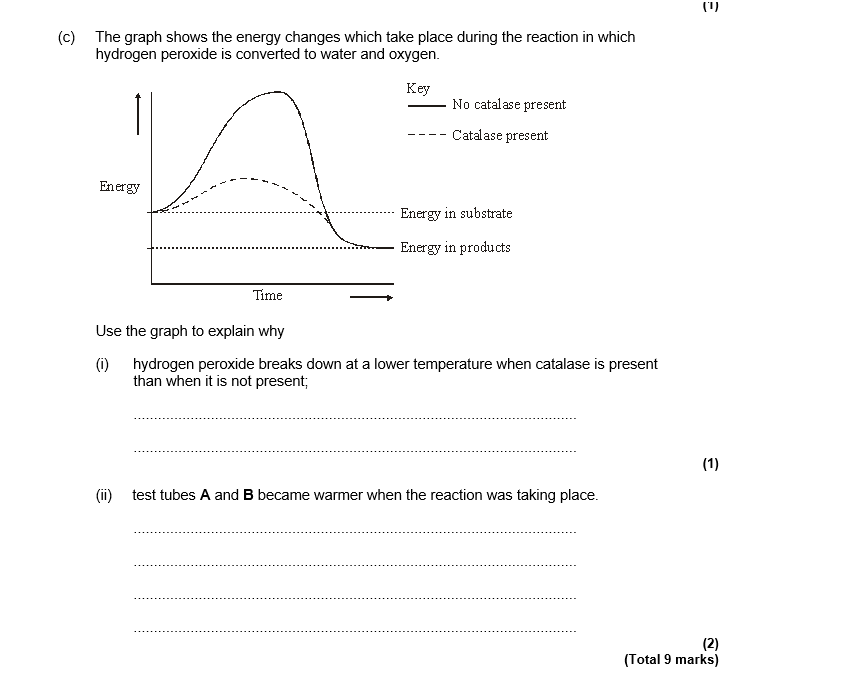 (1)
(c) The graph shows the energy changes which take place during the reaction in which
hydrogen peroxide is converted to water and oxygen.
Key
No catalase present
Catalase present
Energy
Energy in substrate
Energy in products
Time
Use the graph to explain why
(i) hydrogen peroxide breaks down at a lower temperature when catalase is present
than when it is not present;
(1)
(ii) test tubes A and B became warmer when the reaction was taking place.
(2)
(Total 9 marks)